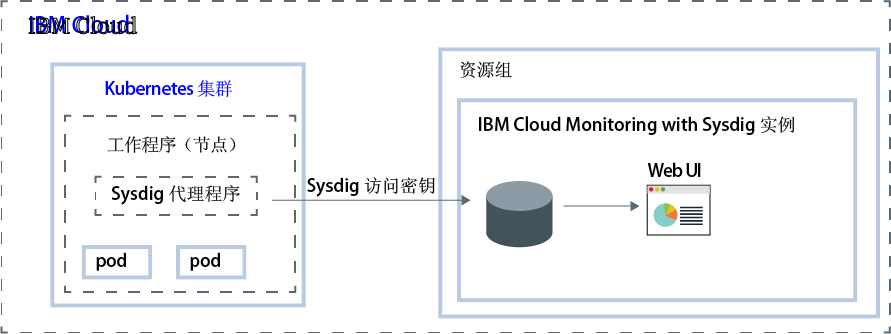 IBM Cloud
Kubernetes 集群
工作程序（节点）
Sysdig 代理程序
pod
pod
Sysdig 访问密钥
资源组
IBM Cloud Monitoring with Sysdig 实例
Web UI